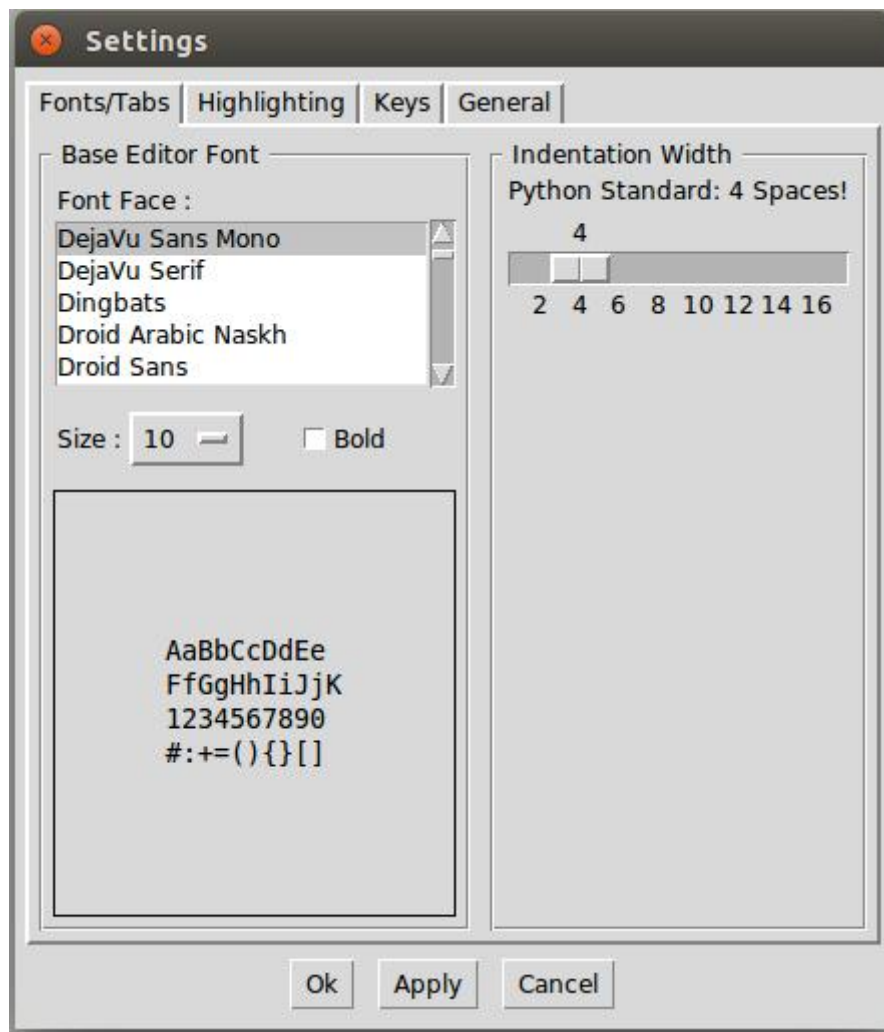 Settings
Fonts/Tabs Highlighting Keys General
Base Editor Font
Font Face :
DejaVu Sans Mono
DejaVu Serif
Dingbats
Droid Arabic Naskh
Droid Sans
Size : 10 Bold
AaBbCcDdEe
FfGgHhIiJjK
1234567890
#:+=(){}[]
Indentation Width
Python Standard: 4 Spaces!
4
2 4 6 8 10 12 14 16
Ok Apply Cancel